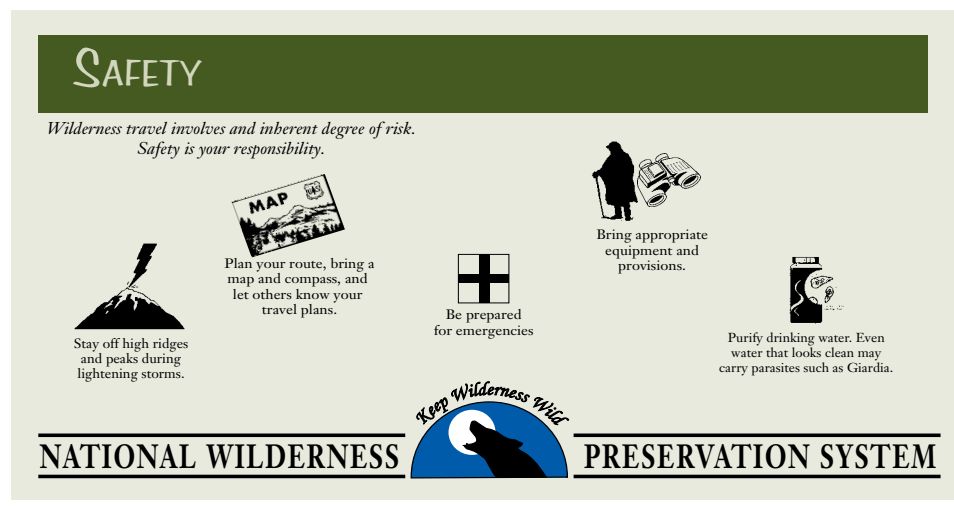 SAFETY
Wilderness travel involves and inherent degree of risk.
Safety is your responsibility.
MAP
Plan your route, bring a
map and compass, and
let others know your
travel plans.
Bring appropriate
equipment and
provisions.
Stay off high ridges
and peaks during
lightening storms.
Be prepared
for emergencies
Purify drinking water. Even
water that looks clean may
carry parasites such as Giardia.
Keep Wilderness Wild
NATIONAL WILDERNESS
PRESERVATION SYSTEM